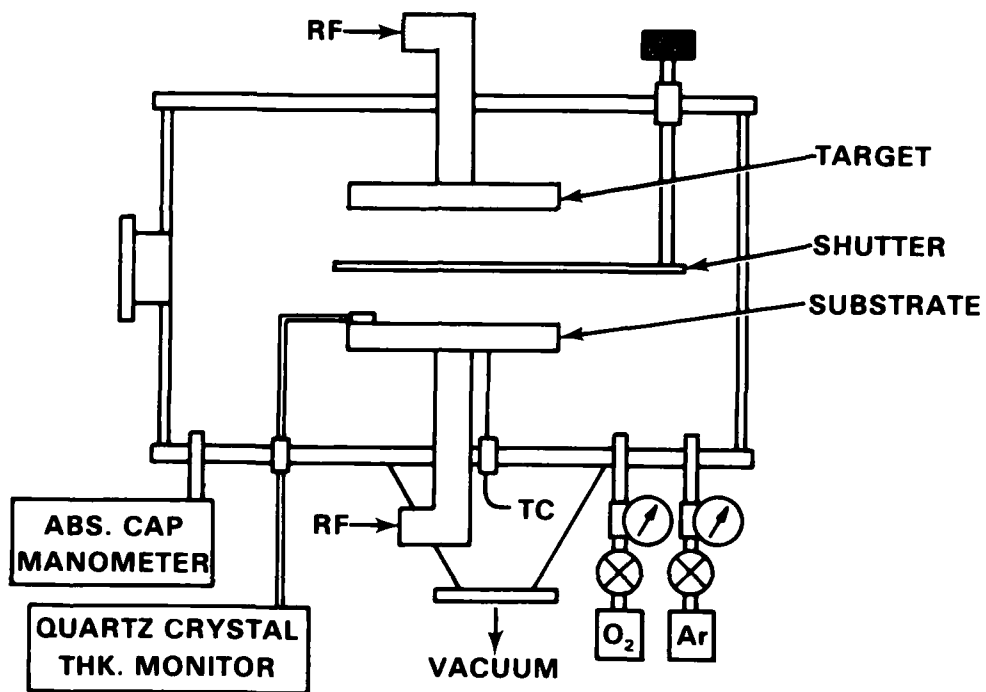 RF
TARGET
SHUTTER
SUBSTRATE
TC
RF
ABS. CAP
MANOMETER
QUARTZ CRYSTAL
THK. MONITOR
VACUUM
O₂
Ar